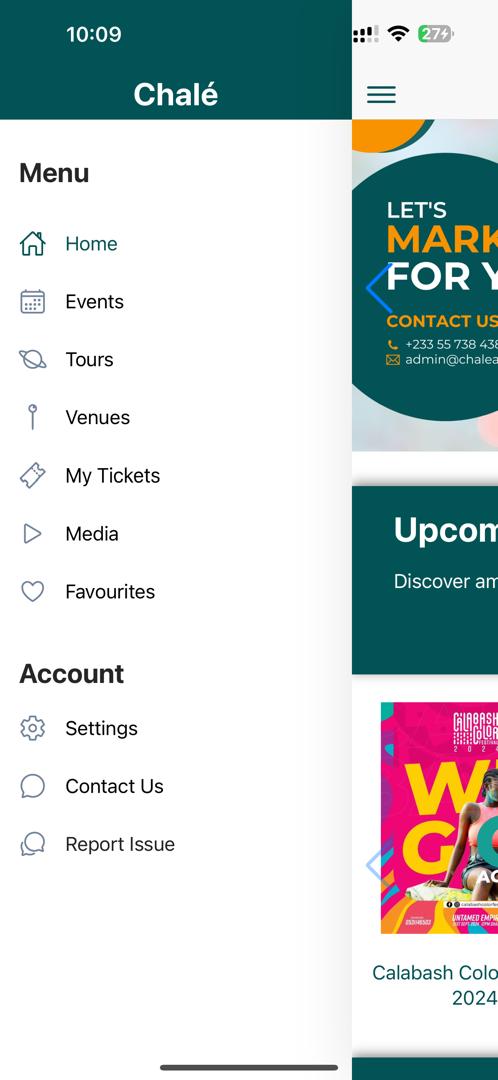 10:09
27
Chalé
Menu
Home
Events
Tours
Venues
My Tickets
Media
Favourites
Account
Settings
Contact Us
Report Issue
LET'S
MARK
FOR Y
CONTACT US
+233 55 738 438
admin@chalea
Upcom
Discover am
CALABASH
COLOR
FESTIVAL
2024
W
G
AC
UNTAMED EMPI
Calabash Colo
2024